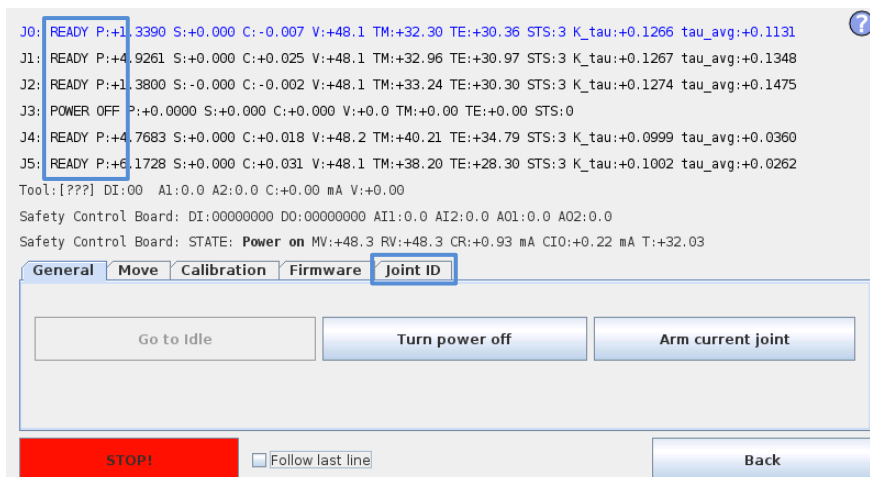 J0: READY P:+1.3390 S:+0.000 C:-0.007 V:+48.1 TM:+32.30 TE:+30.36 STS:3 K_tau:+0.1266 tau_avg:+0.1131
?
J1: READY P:+4.9261 S:+0.000 C:+0.025 V:+48.1 TM:+32.96 TE:+30.97 STS:3 K_tau:+0.1267 tau_avg:+0.1348
J2: READY P:+1.3800 S:-0.000 C:-0.002 V:+48.1 TM:+33.24 TE:+30.30 STS:3 K_tau:+0.1274 tau_avg:+0.1475
J3: POWER OFF P:+0.0000 S:+0.000 C:+0.000 V:+0.0 TM:+0.00 TE:+0.00 STS:0
J4: READY P:+4.7683 S:+0.000 C:+0.018 V:+48.2 TM:+40.21 TE:+34.79 STS:3 K_tau:+0.0999 tau_avg:+0.0360
J5: READY P:+6.1728 S:+0.000 C:+0.031 V:+48.1 TM:+38.20 TE:+28.30 STS:3 K_tau:+0.1002 tau_avg:+0.0262
Tool:[???] DI:00 A1:0.0 A2:0.0 C:+0.00 mA V:+0.00
Safety Control Board: DI:00000000 DO:00000000 AI1:0.0 AI2:0.0 AO1:0.0 AO2:0.0
Safety Control Board: STATE: Power on MV:+48.3 RV:+48.3 CR:+0.93 mA CIO:+0.22 mA T:+32.03
General Move Calibration Firmware Joint ID
Go to Idle Turn power off Arm current joint
STOP! Follow last line Back